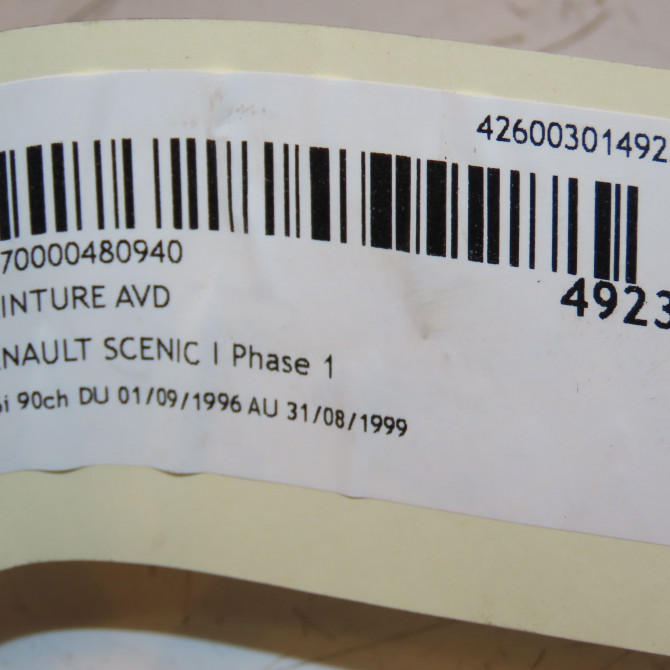 42600301492
70000480940
INTURE AVD
4923
NAULT SCENIC I Phase 1
i 90ch DU 01/09/1996 AU 31/08/1999